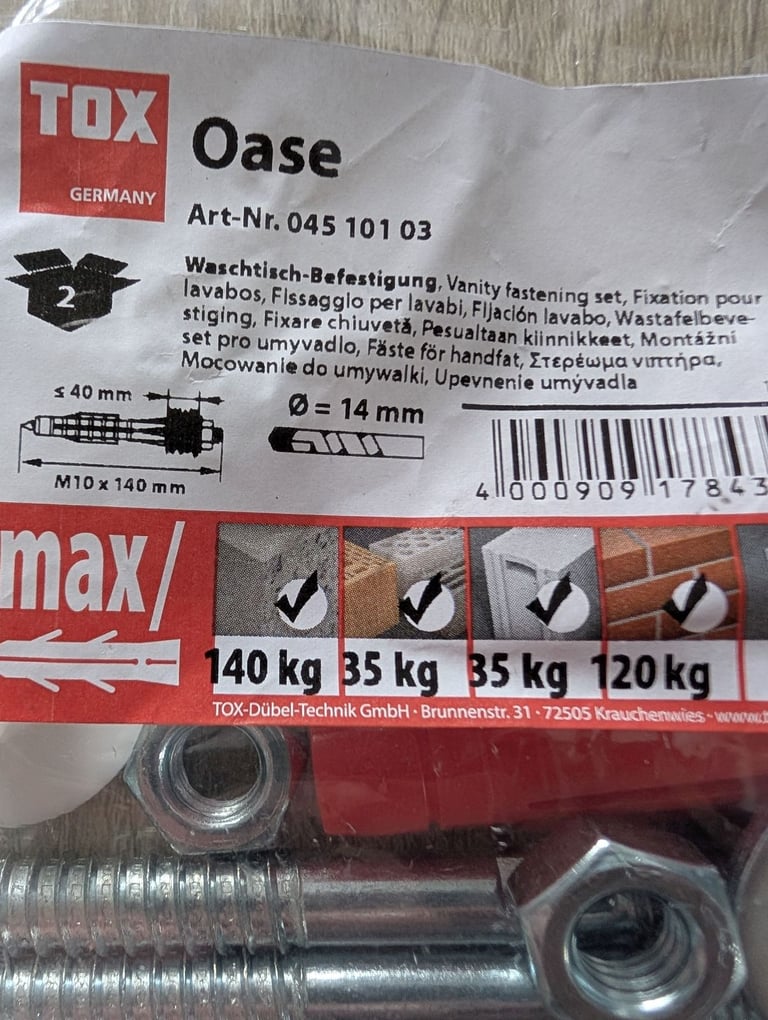 TOX
GERMANY
Oase
Art-Nr. 045 101 03
2
Waschtisch-Befestigung, Vanity fastening set, Fixation pour
lavabos, Fissaggio per lavabi, Fijación lavabo, Wastafelbeve-
stiging, Fixare chiuvetă, Pesualtaan kiinnikkeet, Montážní
set pro umyvadlo, Fäste för handfat, Στερέωμα νιπτήρα,
Mocowanie do umywalki, Upevnenie umývadla
≤ 40 mm
Ø = 14 mm
M10 x 140 mm
4 000909 17843
max/
140 kg 35 kg 35 kg 120 kg
TOX-Dübel-Technik GmbH · Brunnenstr. 31 · 72505 Krauchenwies ·